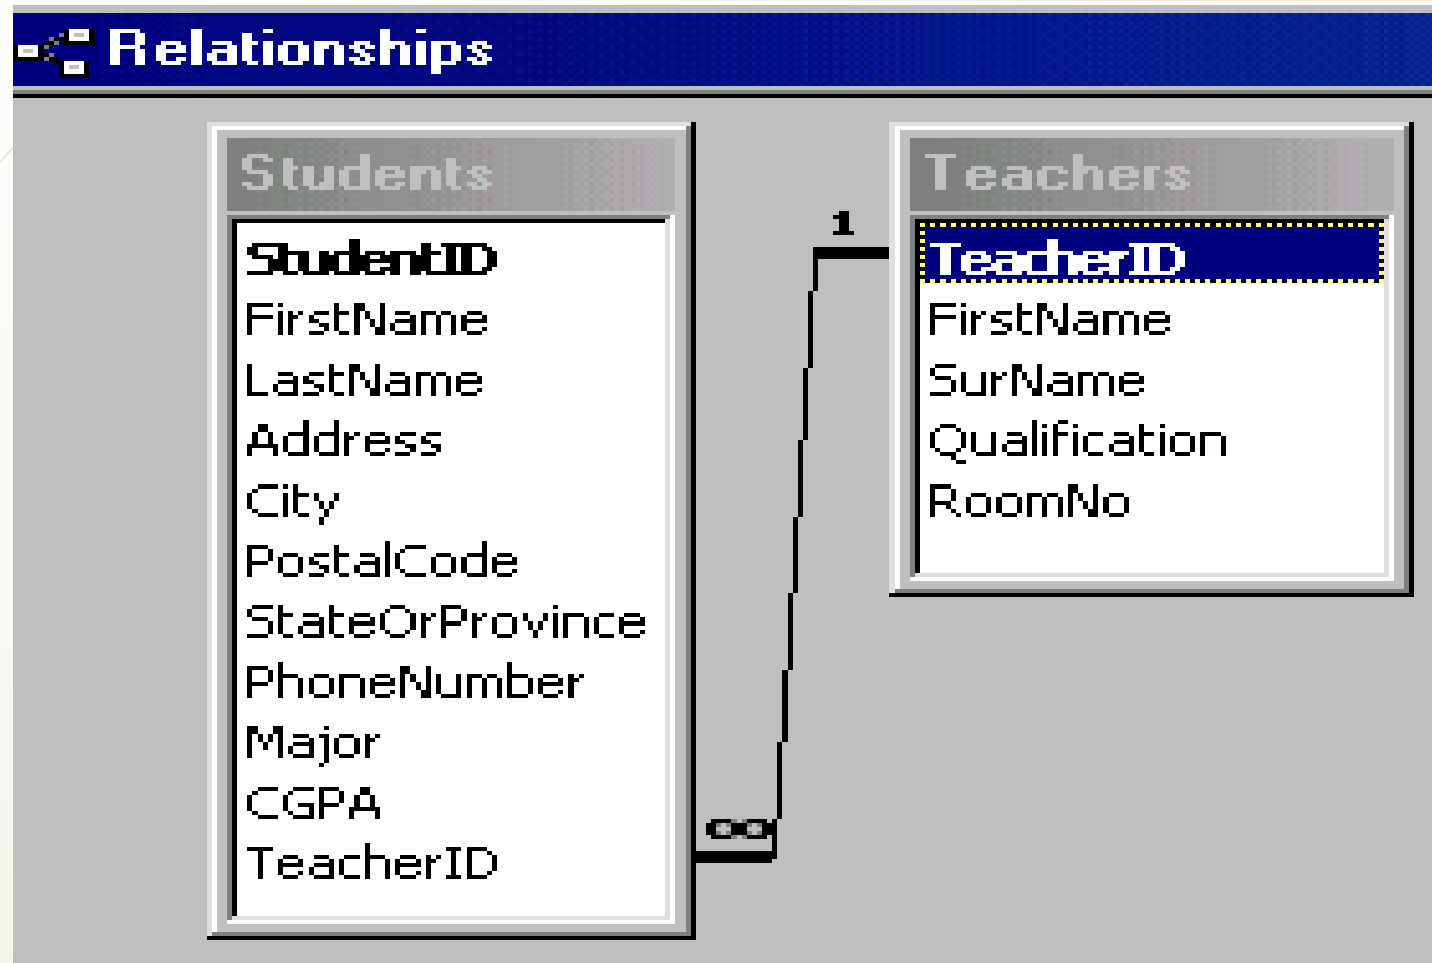 Relationships
Students
StudentID
FirstName
LastName
Address
City
PostalCode
StateOrProvince
PhoneNumber
Major
CGPA
TeacherID
1
∞
Teachers
TeacherID
FirstName
SurName
Qualification
RoomNo